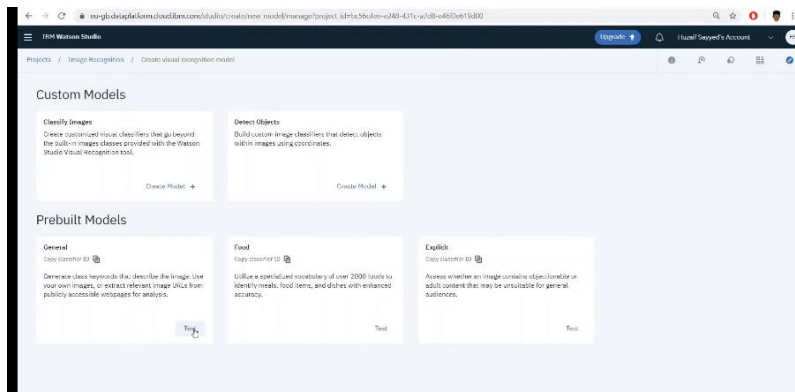 eu-gb.dataplatform.cloud.ibm.com/studio/create/new_model/manage?project_id=
IBM Watson Studio
Upgrade
Huzaif Sayyed's Account
Projects / Image Recognition / Create visual recognition model
Custom Models
Classify Images
Create customized visual classifiers that go beyond
the built-in images classes provided with the Watson
Studio Visual Recognition tool.
Create Model +
Detect Objects
Build custom image classifiers that detect objects
within images using coordinates.
Create Model +
Prebuilt Models
General
Copy classifier ID
Generate class keywords that describe the image. Use
your own images, or extract relevant image URLs from
publicly accessible webpages for analysis.
Test
Food
Copy classifier ID
Utilize a specialized vocabulary of over 2000 foods to
identify meals, food items, and dishes with enhanced
accuracy.
Test
Explicit
Copy classifier ID
Assess whether an image contains objectionable or
adult content that may be unsuitable for general
audiences.
Test